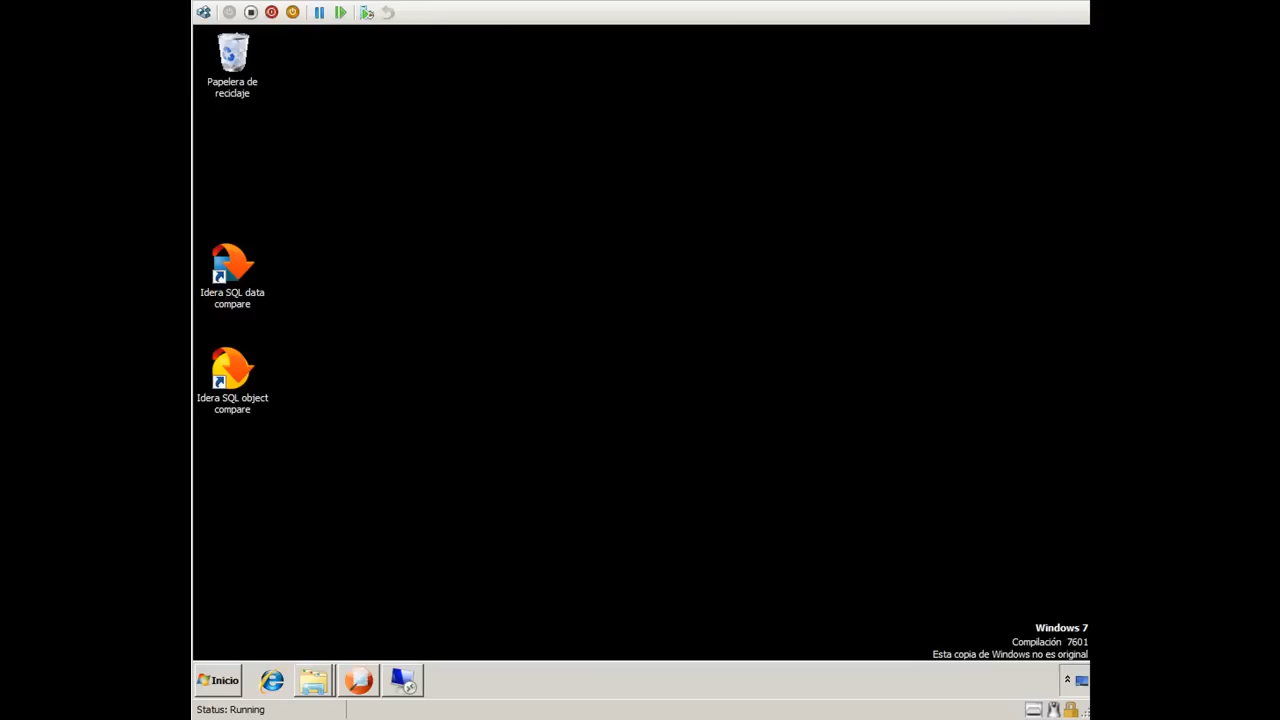 Papelera de
reciclaje
Idera SQL data
compare
Idera SQL object
compare
Windows 7
Compilación 7601
Esta copia de Windows no es original
Inicio
Status: Running